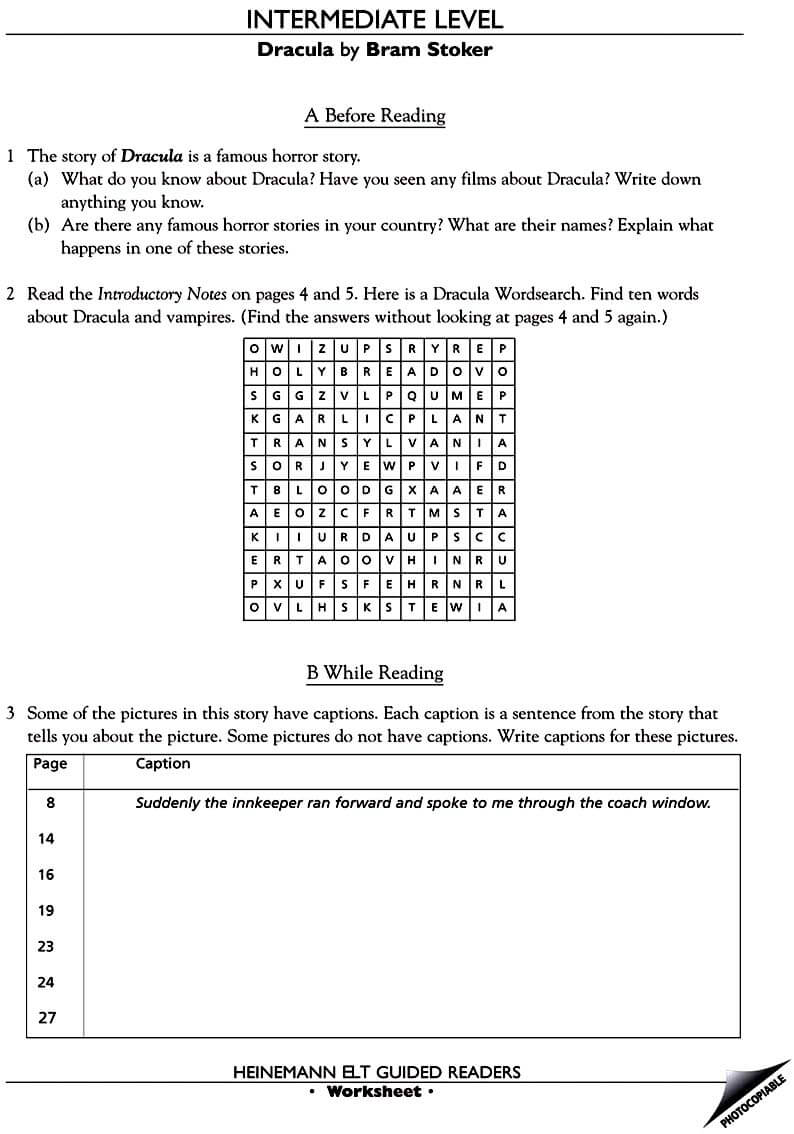 INTERMEDIATE LEVEL
Dracula by Bram Stoker
A Before Reading
1 The story of Dracula is a famous horror story.
(a) What do you know about Dracula? Have you seen any films about Dracula? Write down
anything you know.
(b) Are there any famous horror stories in your country? What are their names? Explain what
happens in one of these stories.
2 Read the Introductory Notes on pages 4 and 5. Here is a Dracula Wordsearch. Find ten words
about Dracula and vampires. (Find the answers without looking at pages 4 and 5 again.)
O W I Z U P S R Y R E P
H O L Y B R E A D O V O
S G G Z V L P Q U M E P
K G A R L I C P L A N T
T R A N S Y L V A N I A
S O R J Y E W P V I F D
T B L O O D G X A A E R
A E O Z C F R T M S T A
K I I U R D A U P S C C
E R T A O O V H I N R U
P X U F S F E H R N R L
O V L H S K S T E W I A
B While Reading
3 Some of the pictures in this story have captions. Each caption is a sentence from the story that
tells you about the picture. Some pictures do not have captions. Write captions for these pictures.
Page Caption
8 Suddenly the innkeeper ran forward and spoke to me through the coach window.
14
16
19
23
24
27
HEINEMANN ELT GUIDED READERS
• Worksheet •
PHOTOCOPIABLE